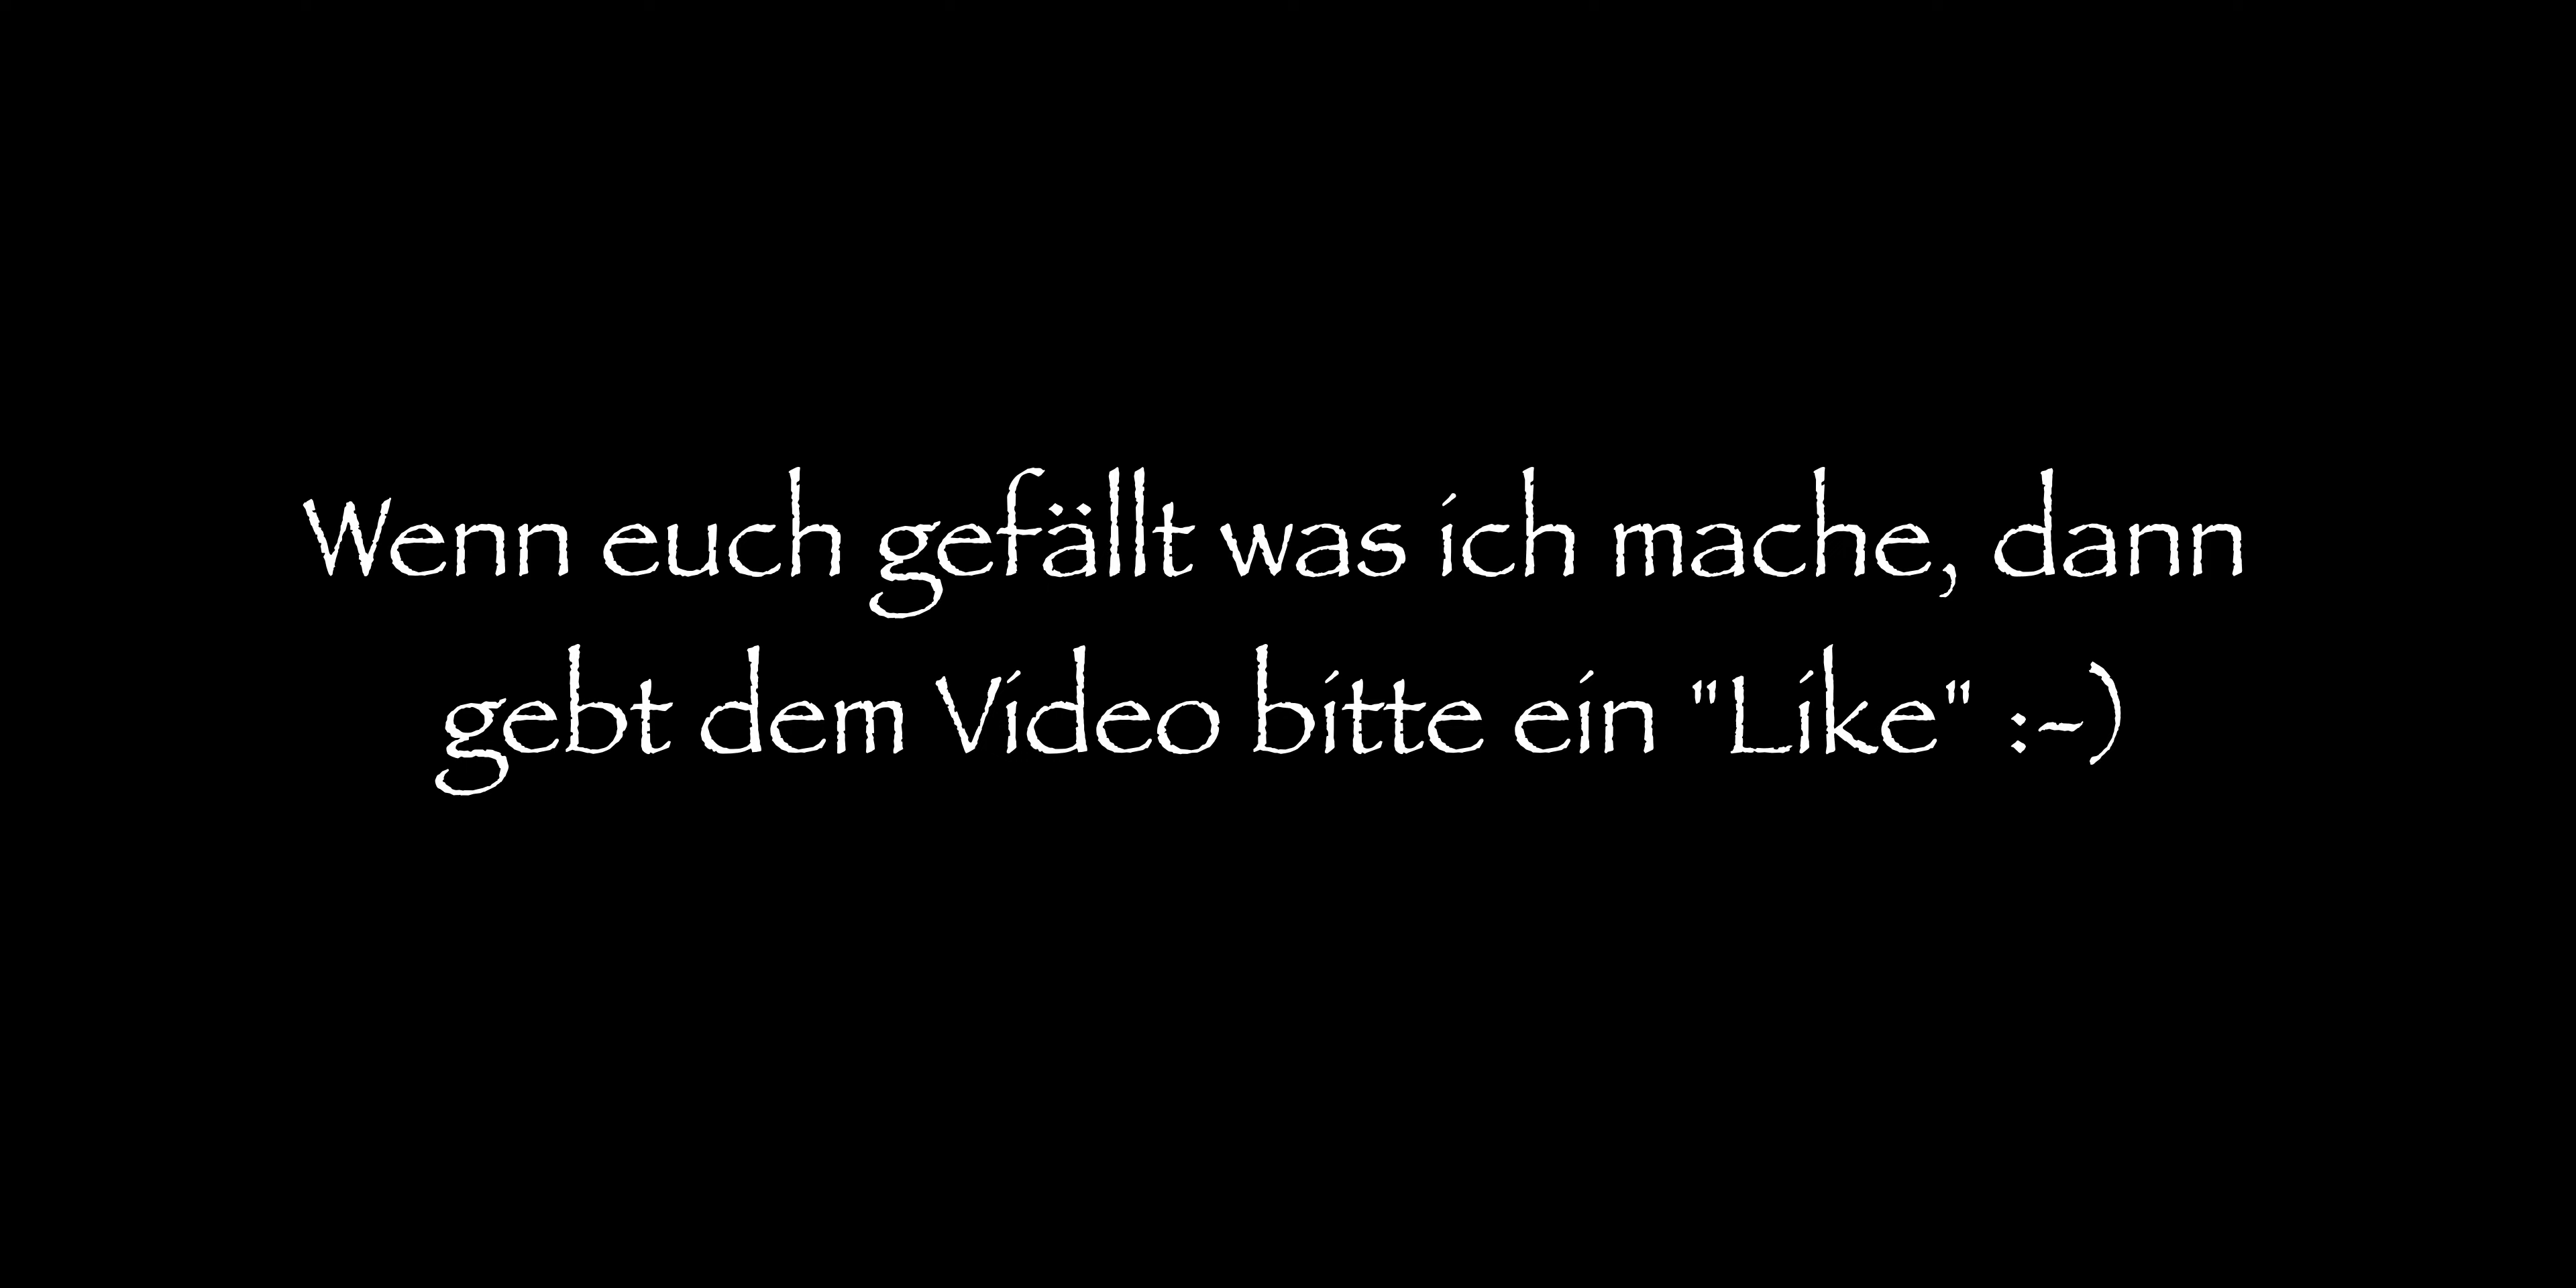 Wenn euch gefällt was ich mache, dann
gebt dem Video bitte ein "Like" :-)